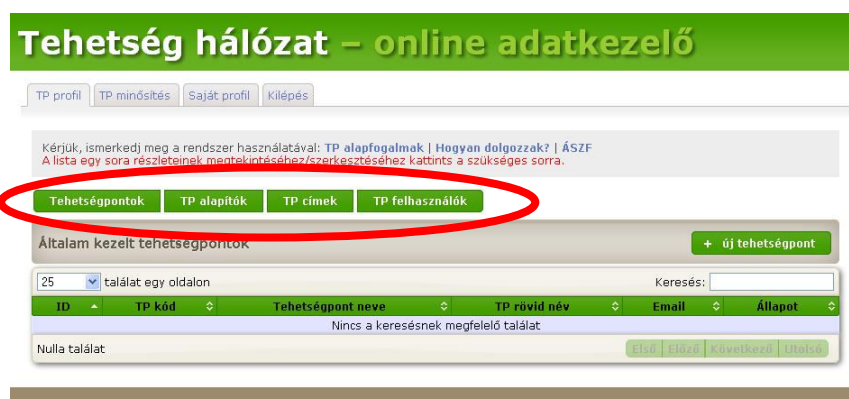 Tehetség hálózat – online adatkezelő
TP profil TP minősítés Saját profil Kilépés
Kérjük, ismerkedj meg a rendszer használatával: TP alapfogalmak | Hogyan dolgozzak? | ÁSZF
A lista egy sora részleteinek megtekintéséhez/szerkesztéséhez kattints a szükséges sorra.
Tehetségpontok TP alapítók TP címek TP felhasználók
Általam kezelt tehetségpontok + új tehetségpont
25 találat egy oldalon Keresés:
ID TP kód Tehetségpont neve TP rövid név Email Állapot
Nincs a keresésnek megfelelő találat
Nulla találat Első Előző Következő Utolsó